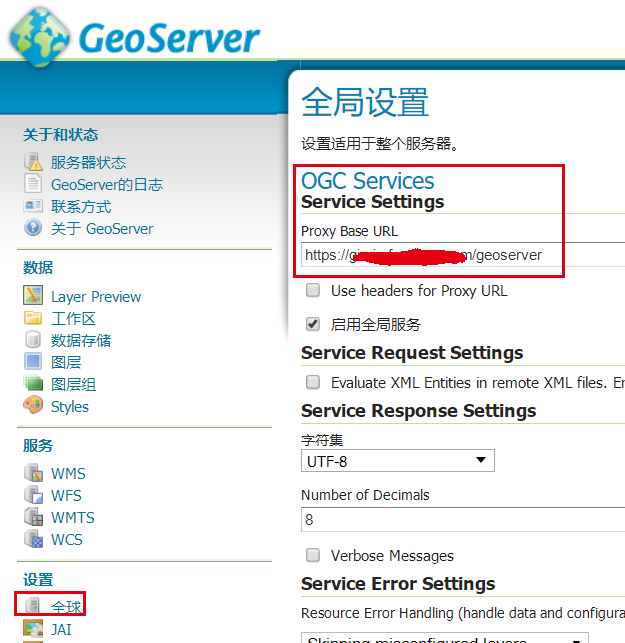 GeoServer
关于和状态
服务器状态
GeoServer的日志
联系方式
关于 GeoServer
数据
Layer Preview
工作区
数据存储
图层
图层组
Styles
服务
WMS
WFS
WMTS
WCS
设置
全球
JAI
全局设置
设置适用于整个服务器。
OGC Services
Service Settings
Proxy Base URL
https:// /geoserver
Use headers for Proxy URL
启用全局服务
Service Request Settings
Evaluate XML Entities in remote XML files.
Service Response Settings
字符集
UTF-8
Number of Decimals
8
Verbose Messages
Service Error Settings
Resource Error Handling (handle data and configura
Skipping misconfigured layers